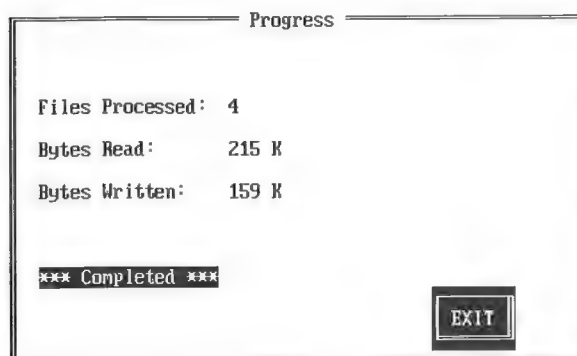 Progress
Files Processed: 4
Bytes Read: 215 K
Bytes Written: 159 K
*** Completed ***
EXIT